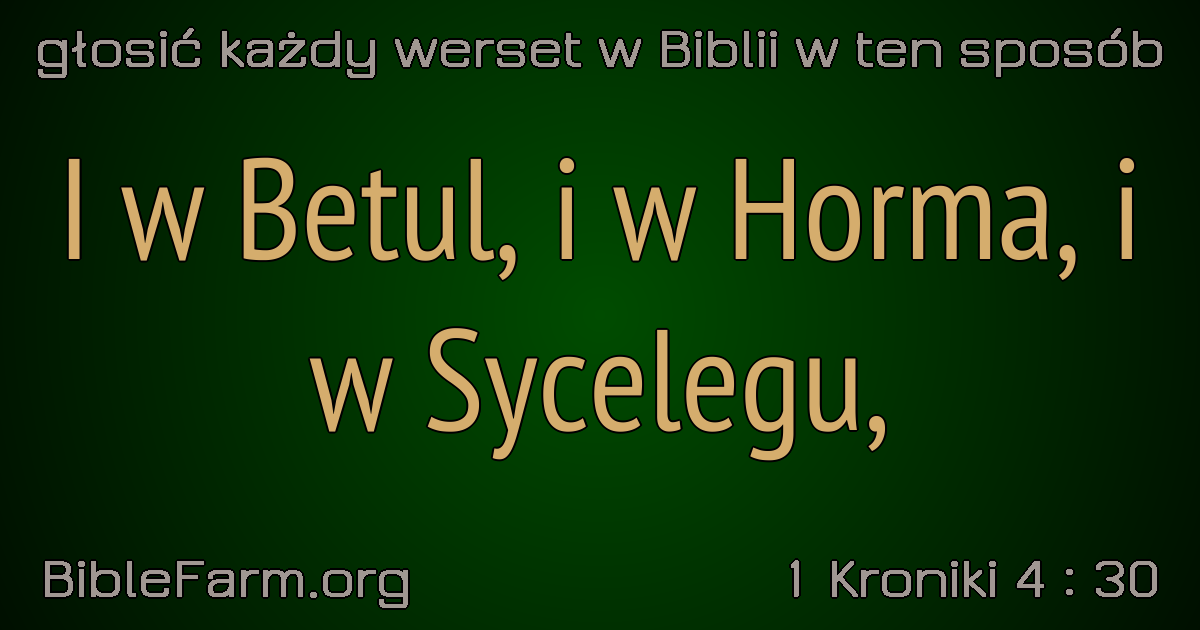 głosić każdy werset w Biblii w ten sposób
I w Betul, i w Horma, i
w Sycelegu,
BibleFarm.org
1 Kroniki 4 : 30